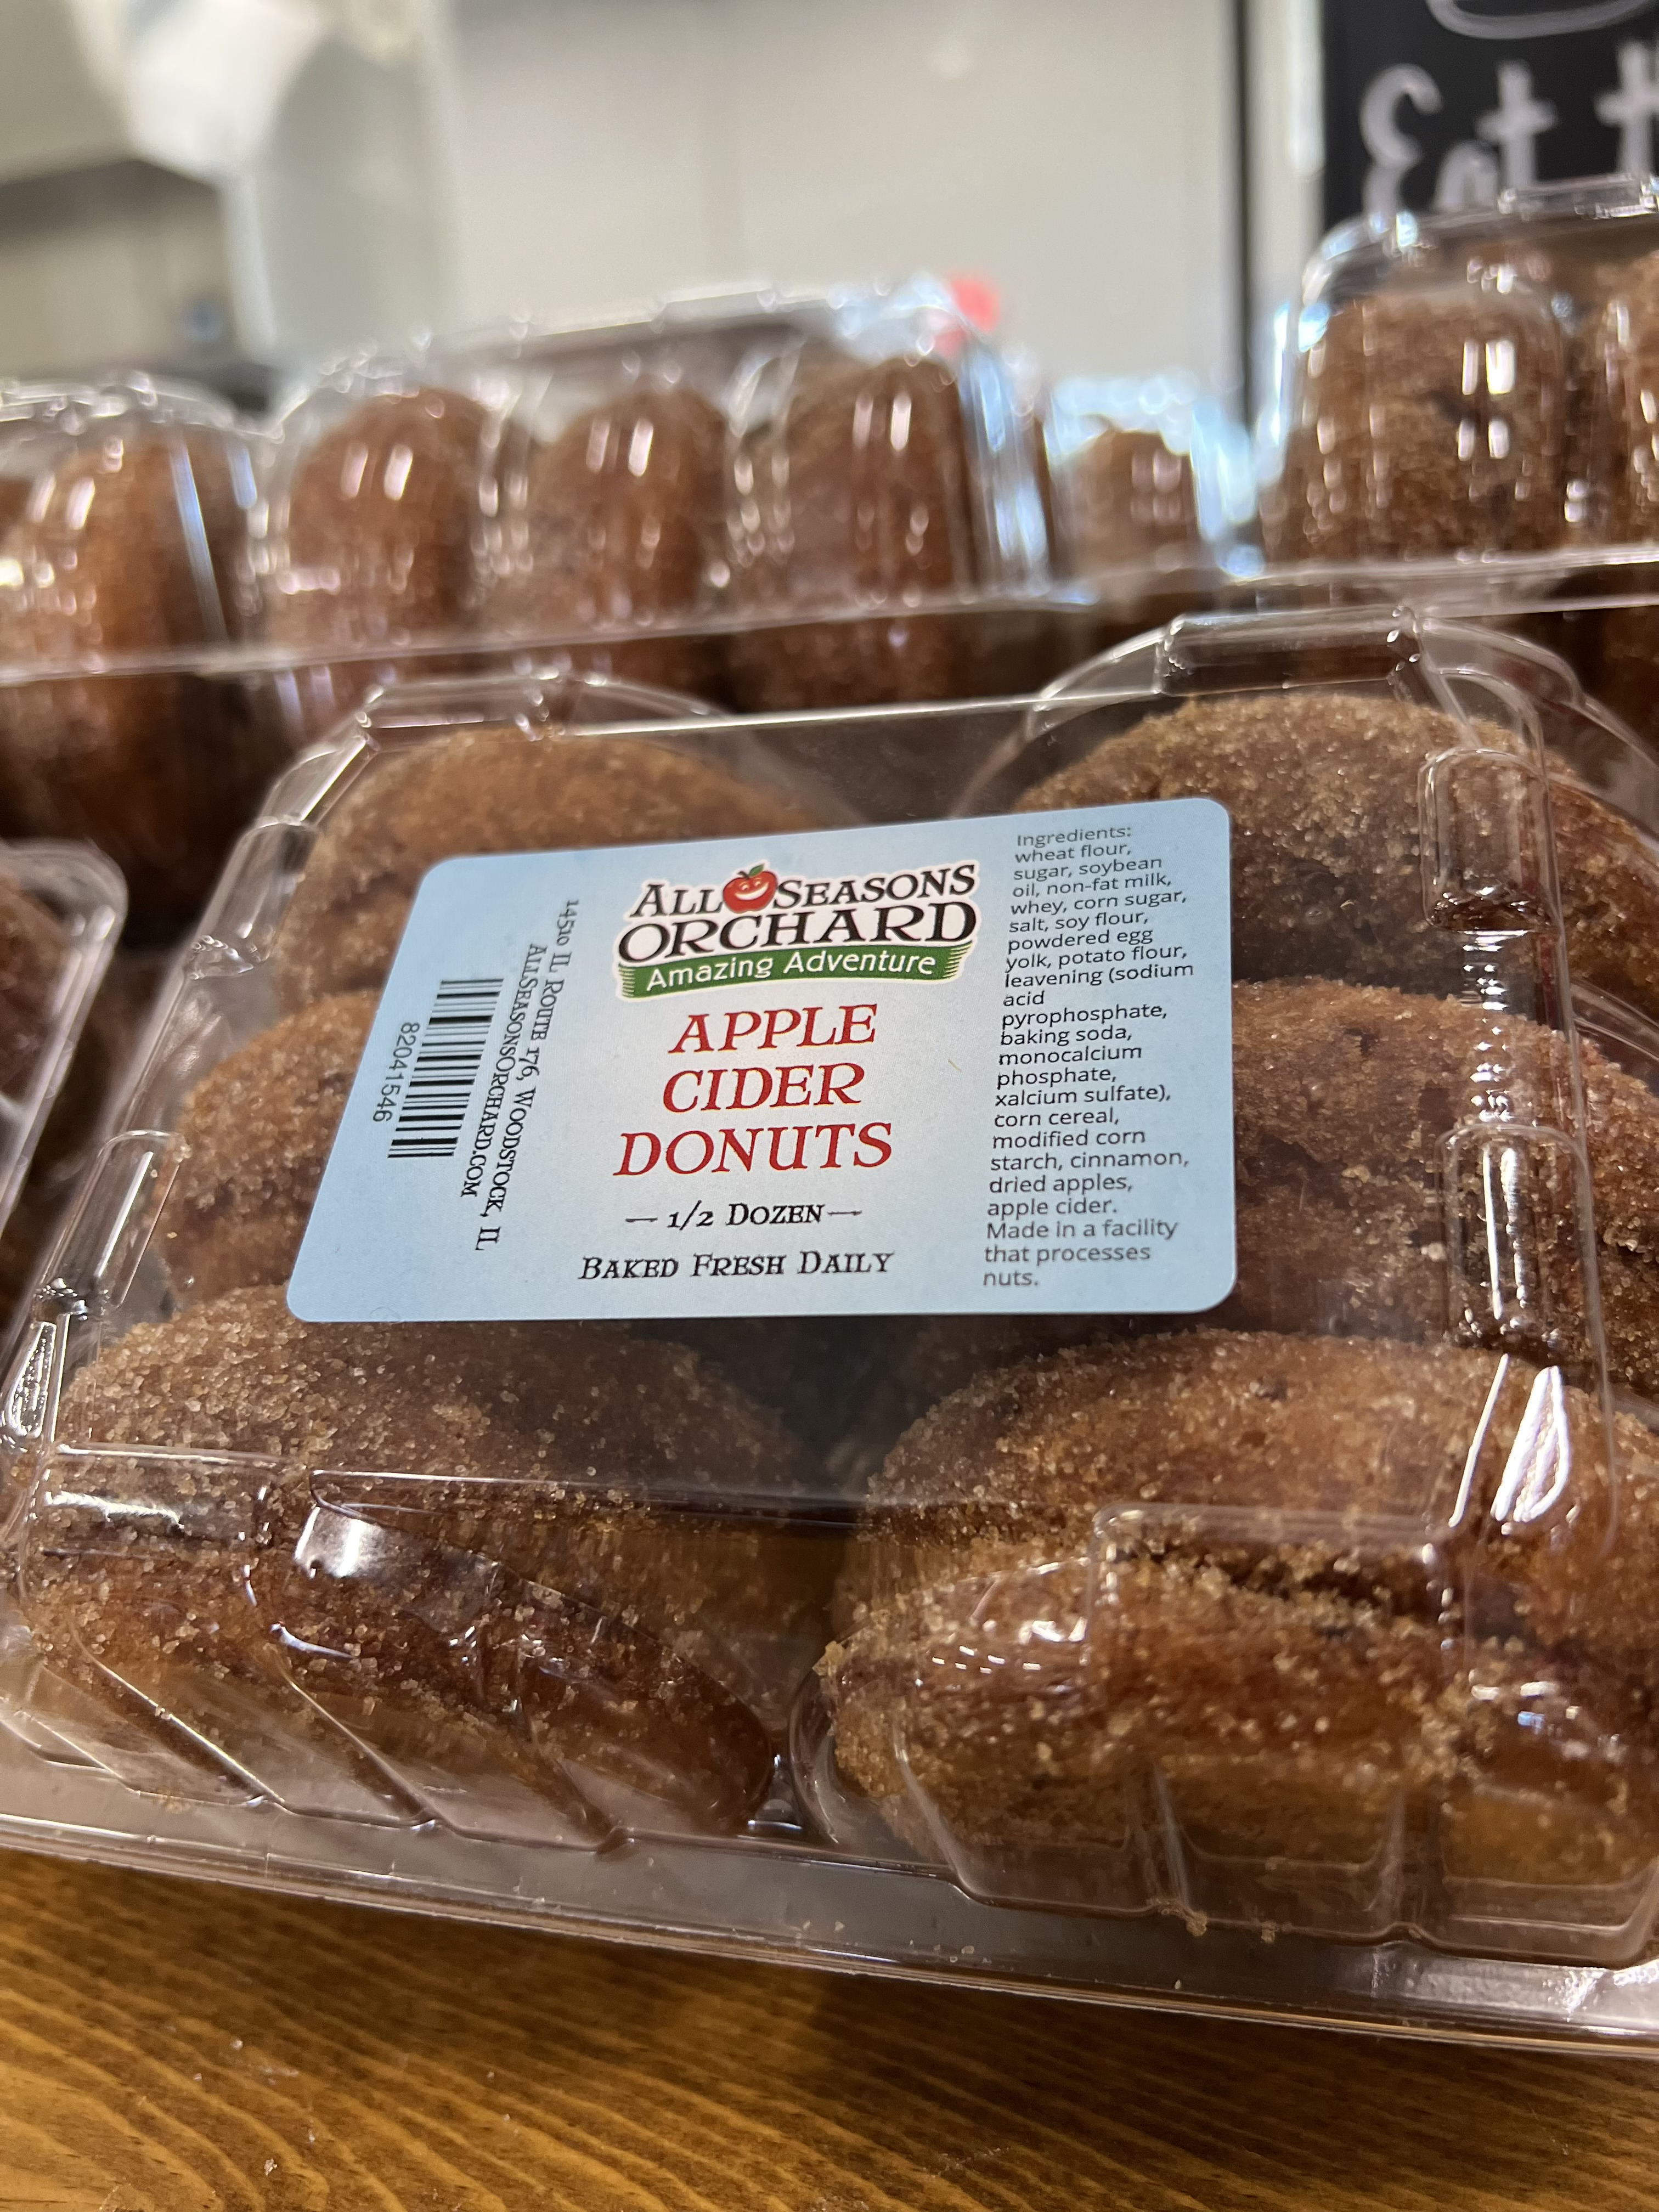 Eat
ALL SEASONS
ORCHARD
Amazing Adventure
APPLE
CIDER
DONUTS
— 1/2 DOZEN —
BAKED FRESH DAILY
14510 IL ROUTE 176, WOODSTOCK, IL
ALLSEASONSORCHARD.COM
82041546
Ingredients:
wheat flour,
sugar, soybean
oil, non-fat milk,
whey, corn sugar,
salt, soy flour,
powdered egg
yolk, potato flour,
leavening (sodium
acid
pyrophosphate,
baking soda,
monocalcium
phosphate,
xalcium sulfate),
corn cereal,
modified corn
starch, cinnamon,
dried apples,
apple cider.
Made in a facility
that processes
nuts.